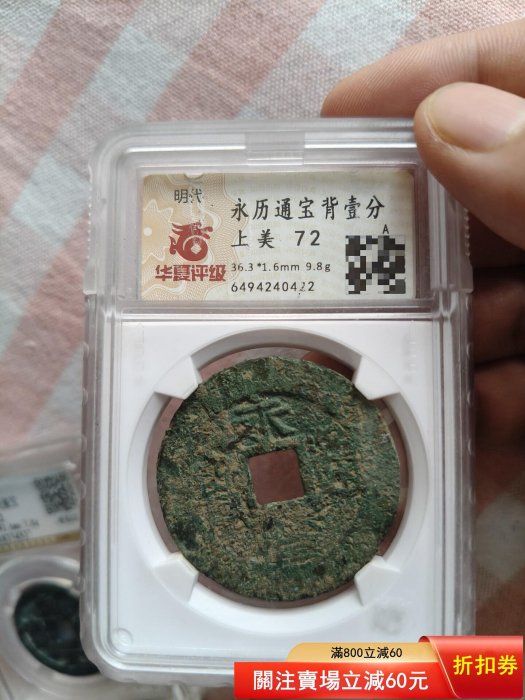 明代
永历通宝背壹分
上美 72
A
华夏评级
36.3*1.6mm 9.8g
6494240422
永
滿800立減60
關注賣場立減60元
折扣券